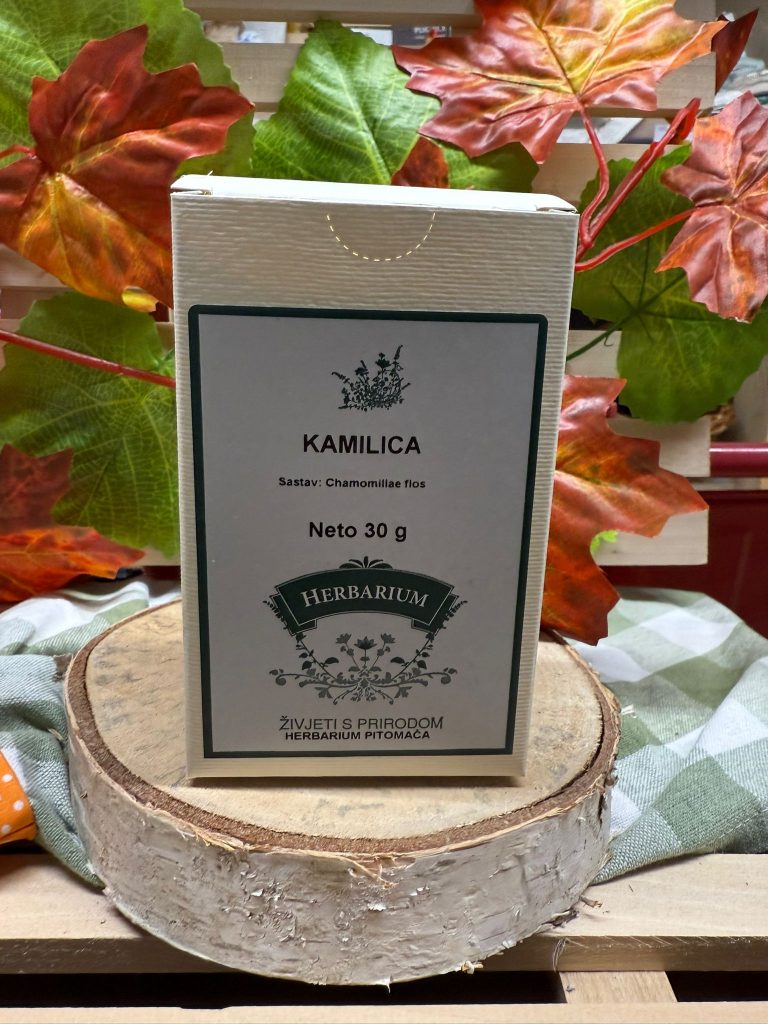 KAMILICA
Sastav: Chamomillae flos
Neto 30 g
HERBARIUM
ŽIVJETI S PRIRODOM
HERBARIUM PITOMAČA